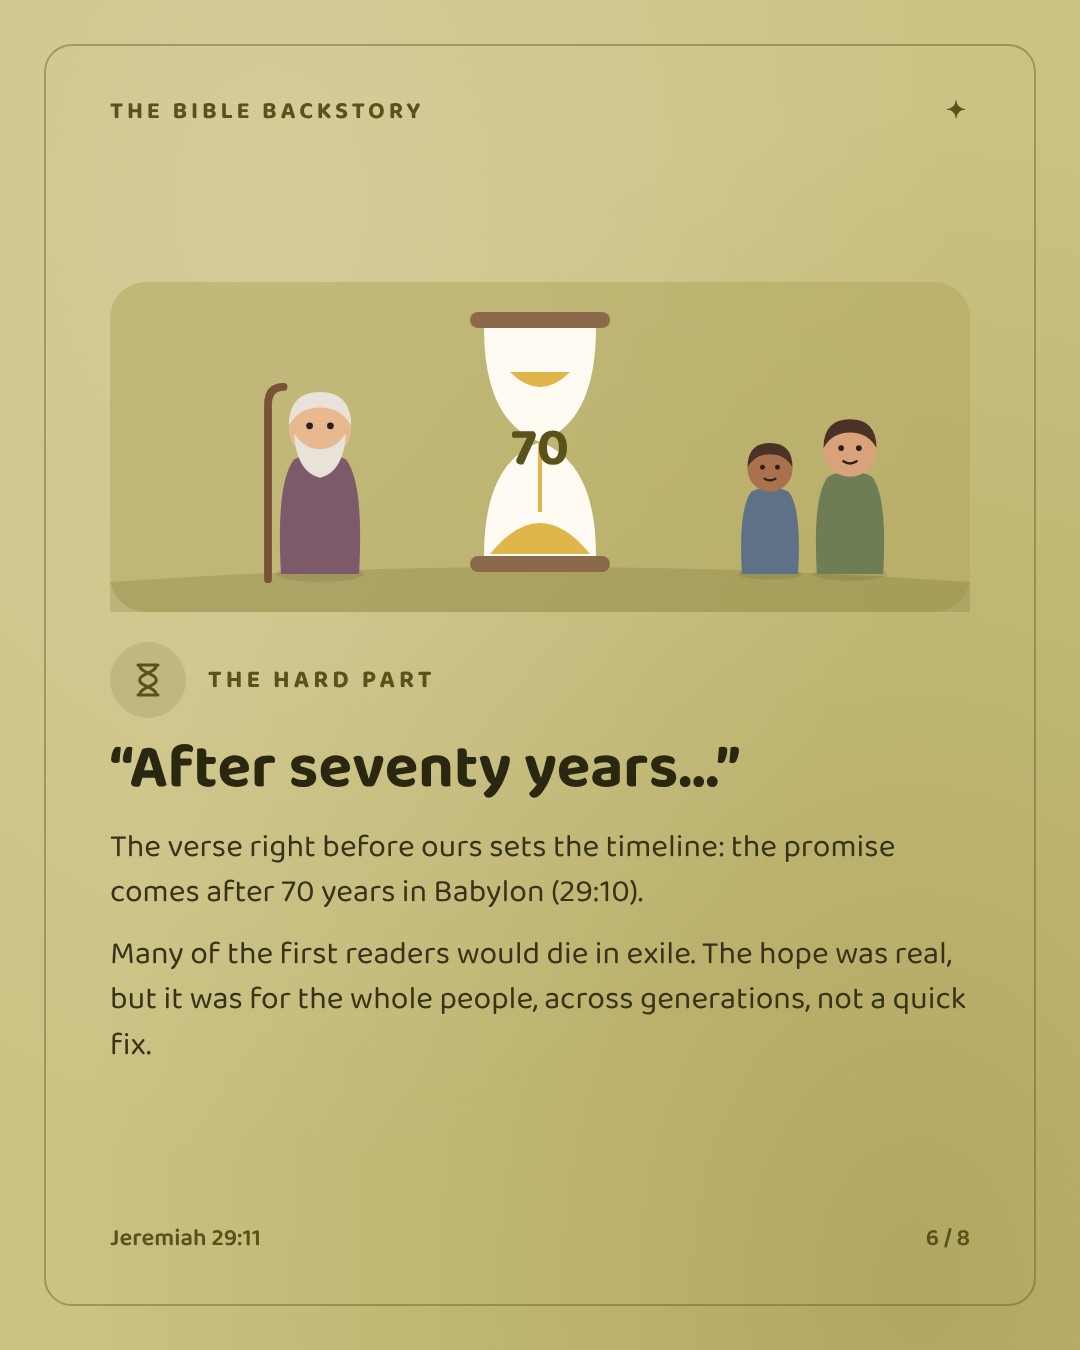 THE BIBLE BACKSTORY ✦
70
THE HARD PART
“After seventy years...”
The verse right before ours sets the timeline: the promise
comes after 70 years in Babylon (29:10).
Many of the first readers would die in exile. The hope was real,
but it was for the whole people, across generations, not a quick
fix.
Jeremiah 29:11
6 / 8